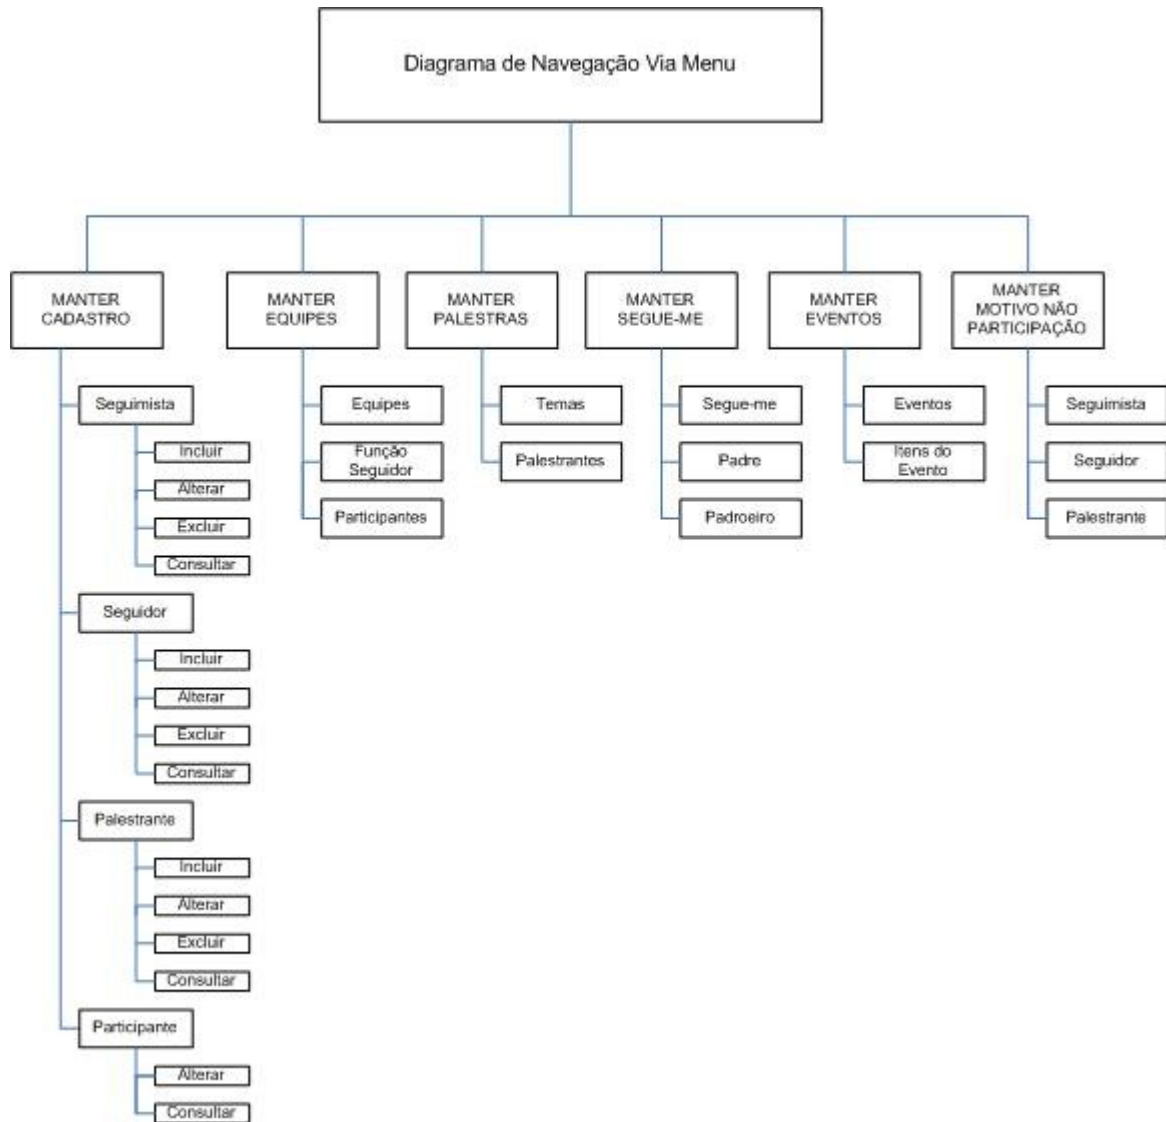 Diagrama de Navegação Via Menu
MANTER
CADASTRO
MANTER
EQUIPES
MANTER
PALESTRAS
MANTER
SEGUE-ME
MANTER
EVENTOS
MANTER
MOTIVO NÃO
PARTICIPAÇÃO
Seguimista
Incluir
Alterar
Excluir
Consultar
Seguidor
Incluir
Alterar
Excluir
Consultar
Palestrante
Incluir
Alterar
Excluir
Consultar
Participante
Alterar
Consultar
Equipes
Função
Seguidor
Participantes
Temas
Palestrantes
Segue-me
Padre
Padroeiro
Eventos
Itens do
Evento
Seguimista
Seguidor
Palestrante